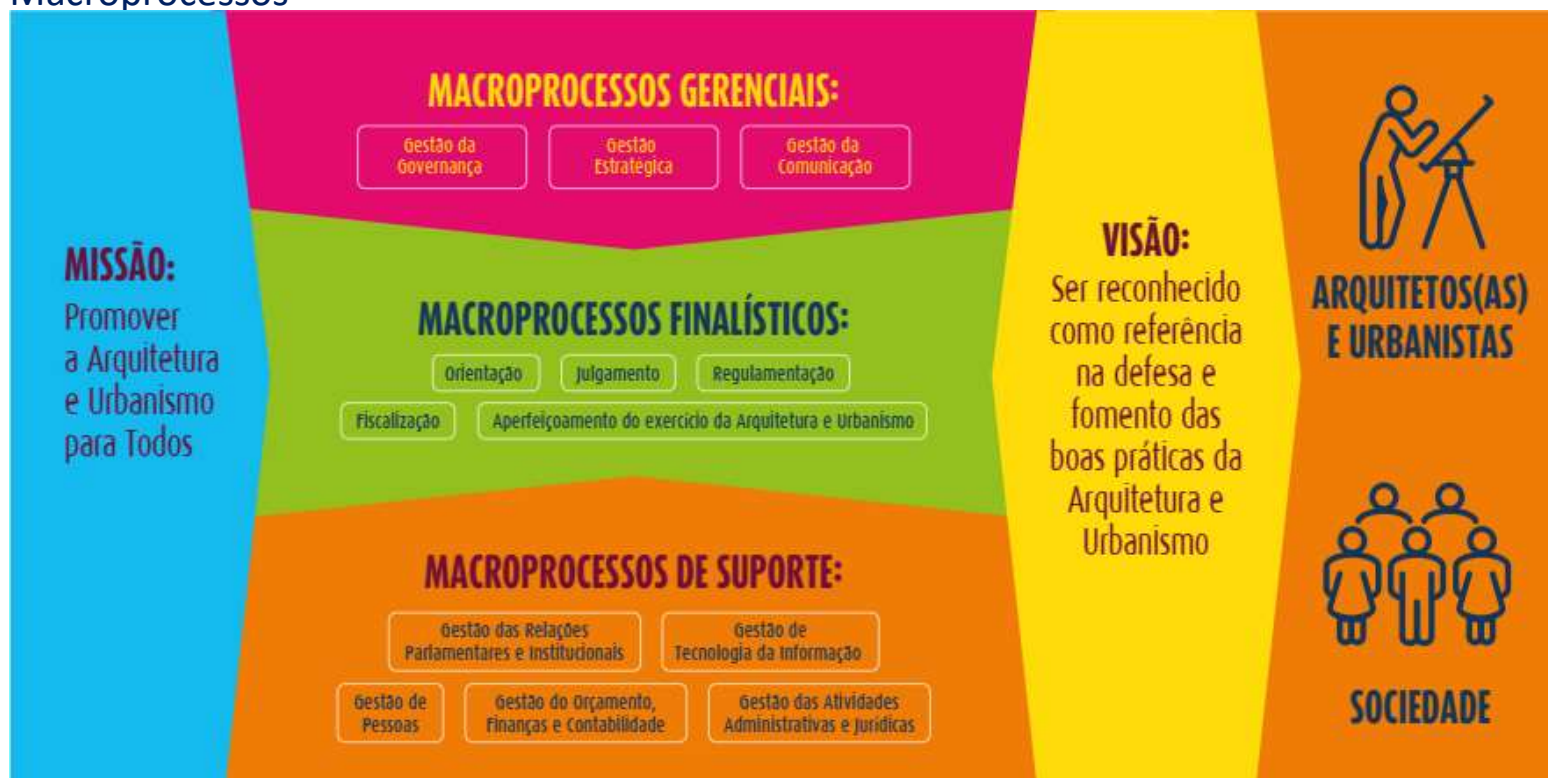 Macroprocessos
MISSÃO:
Promover
a Arquitetura
e Urbanismo
para Todos
MACROPROCESSOS GERENCIAIS:
Gestão da
Governança
Gestão
Estratégica
Gestão da
Comunicação
MACROPROCESSOS FINALÍSTICOS:
Orientação
Julgamento
Regulamentação
Fiscalização
Aperfeiçoamento do exercício da Arquitetura e Urbanismo
MACROPROCESSOS DE SUPORTE:
Gestão das Relações
Parlamentares e Institucionais
Gestão de
Tecnologia da Informação
Gestão de
Pessoas
Gestão do Orçamento,
Finanças e Contabilidade
Gestão das Atividades
Administrativas e Jurídicas
VISÃO:
Ser reconhecido
como referência
na defesa e
fomento das
boas práticas da
Arquitetura e
Urbanismo
ARQUITETOS(AS)
E URBANISTAS
SOCIEDADE